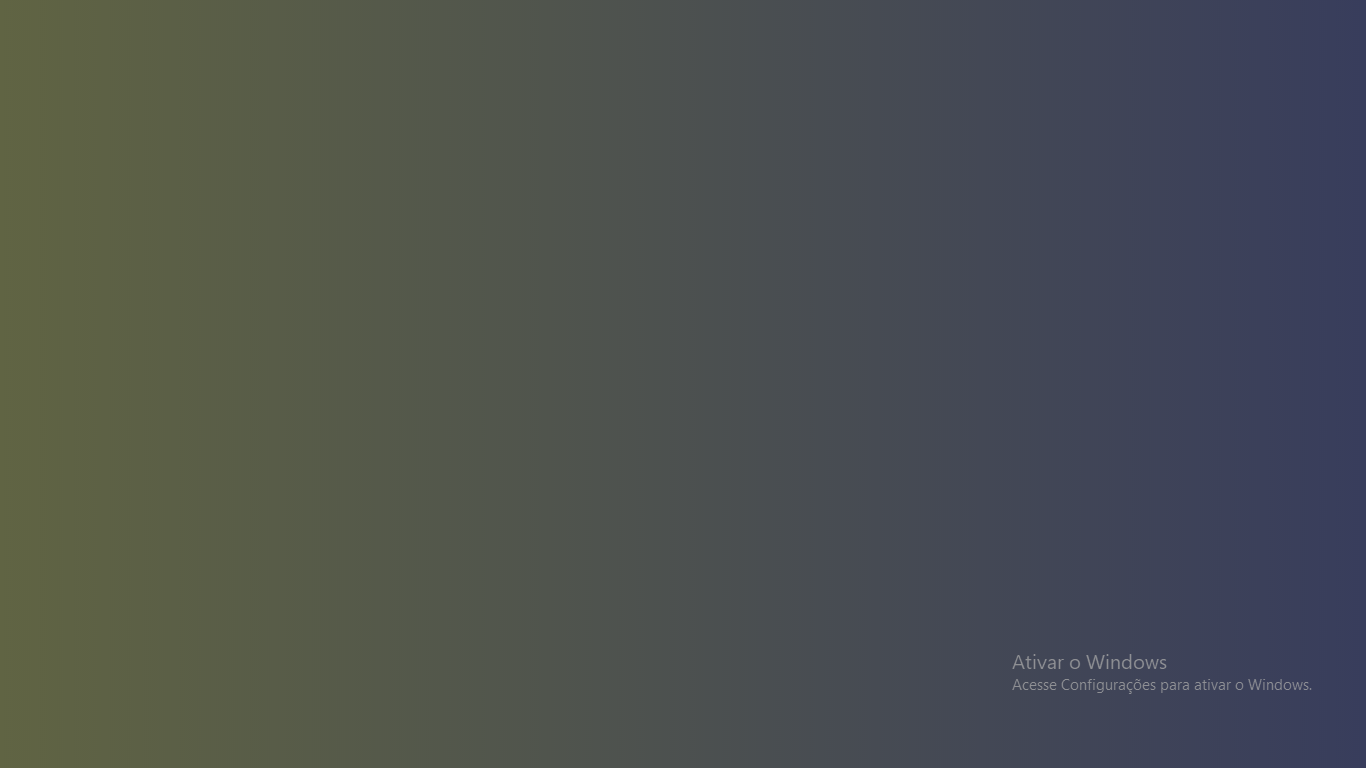 Ativar o Windows
Acesse Configurações para ativar o Windows.